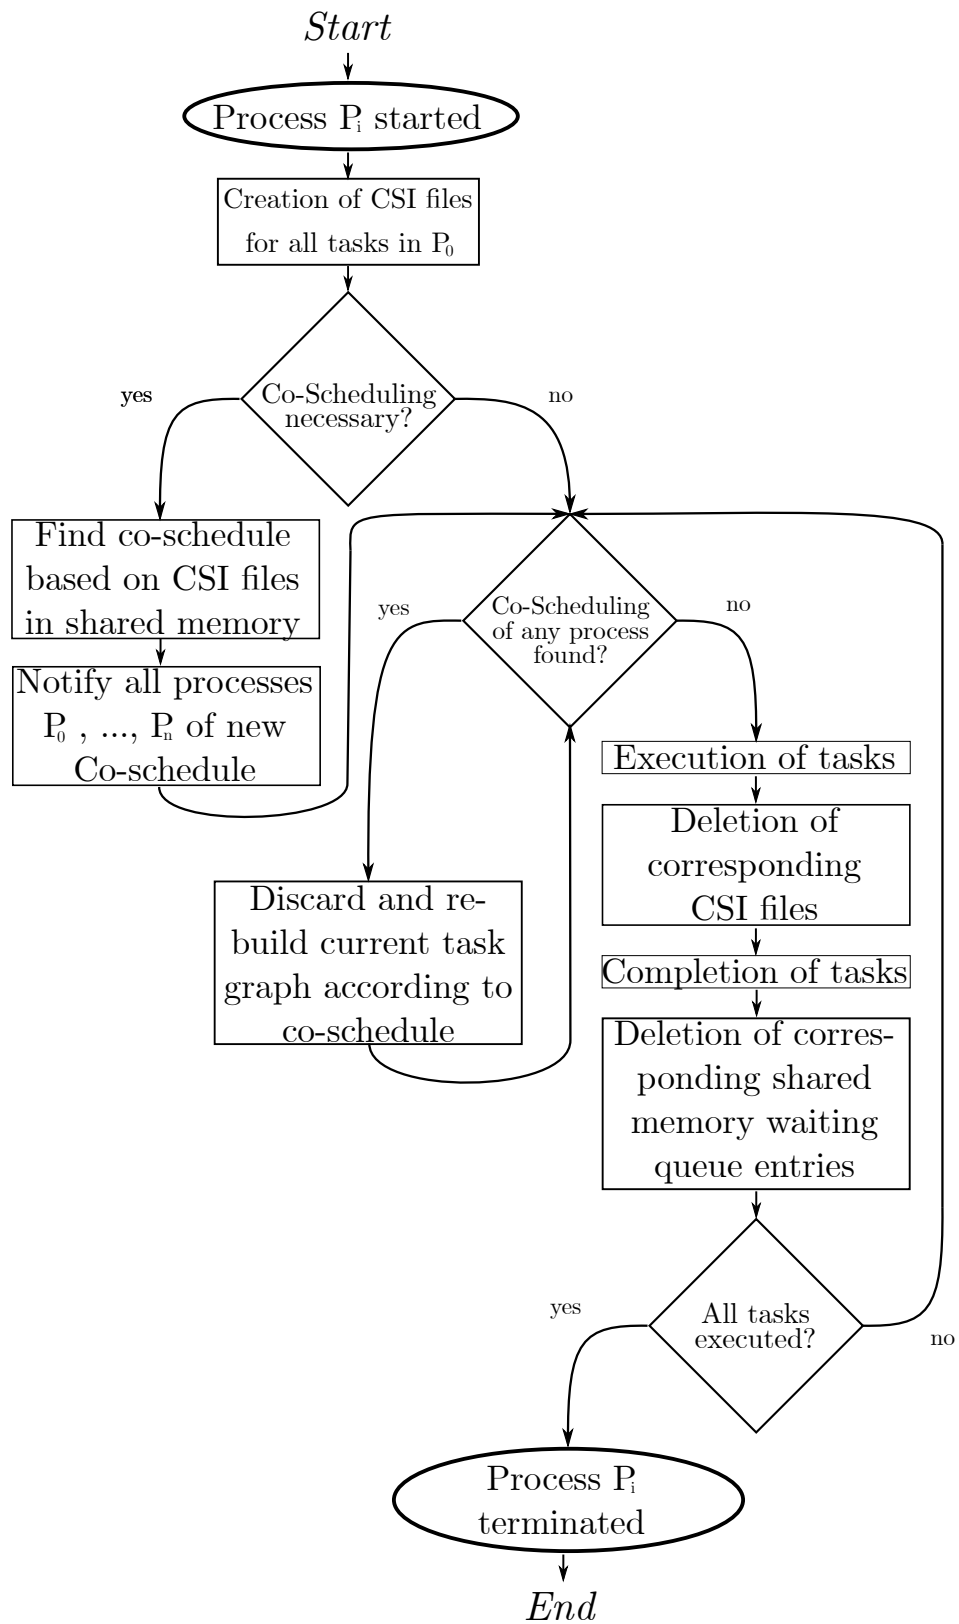 Start
Process Pᵢ started
Creation of CSI files
for all tasks in P₀
Co-Scheduling
necessary?
yes
no
Find co-schedule
based on CSI files
in shared memory
Notify all processes
P₀ , ..., Pₙ of new
Co-schedule
Co-Scheduling
of any process
found?
yes
no
Discard and re-
build current task
graph according to
co-schedule
Execution of tasks
Deletion of
corresponding
CSI files
Completion of tasks
Deletion of corres-
ponding shared
memory waiting
queue entries
All tasks
executed?
yes
no
Process Pᵢ
terminated
End